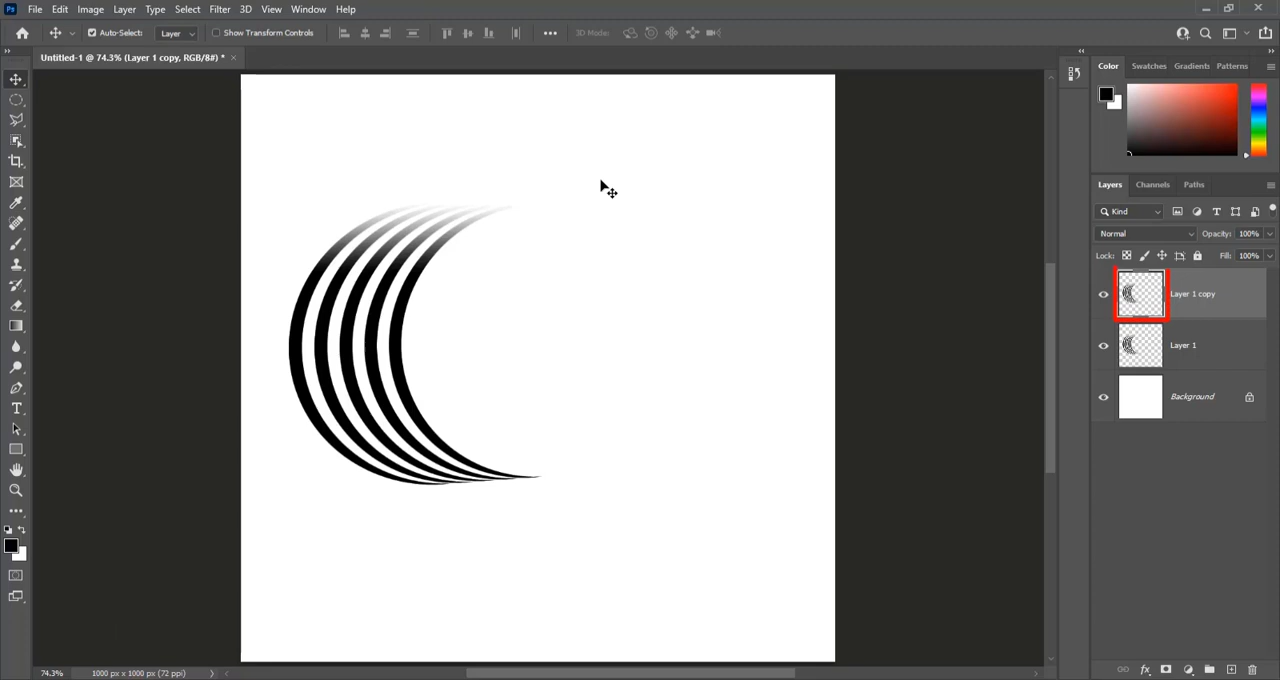 Ps File Edit Image Layer Type Select Filter 3D View Window Help
Auto-Select: Layer Show Transform Controls 3D Mode:
Untitled-1 @ 74.3% (Layer 1 copy, RGB/8#) *
Color Swatches Gradients Patterns
Layers Channels Paths
Kind
Normal Opacity: 100%
Lock: Fill: 100%
Layer 1 copy
Layer 1
Background
74.3% 1000 px x 1000 px (72 ppi)